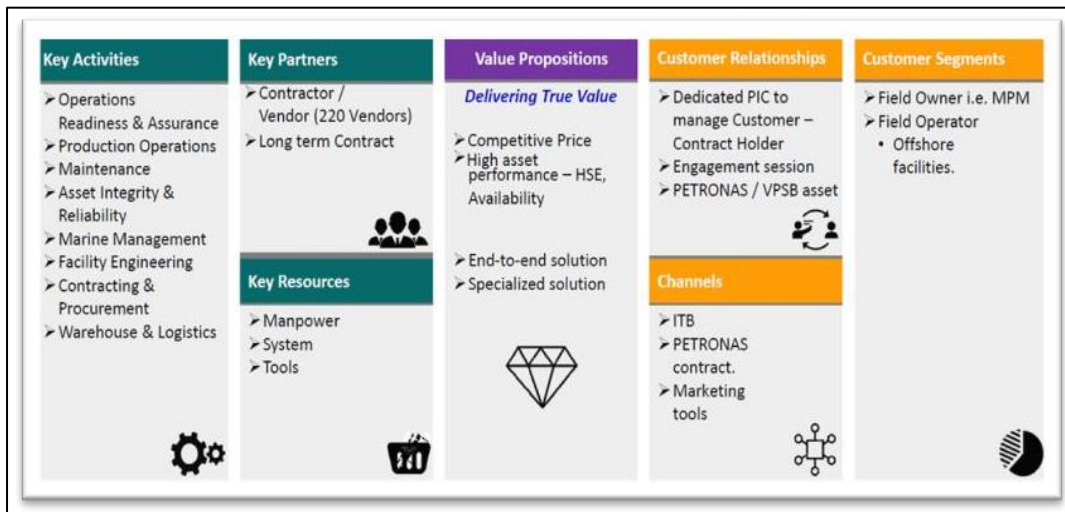 Key Activities
➢ Operations
Readiness & Assurance
➢ Production Operations
➢ Maintenance
➢ Asset Integrity &
Reliability
➢ Marine Management
➢ Facility Engineering
➢ Contracting &
Procurement
➢ Warehouse & Logistics
Key Partners
➢ Contractor /
Vendor (220 Vendors)
➢ Long term Contract
Key Resources
➢ Manpower
➢ System
➢ Tools
Value Propositions
Delivering True Value
➢ Competitive Price
➢ High asset
performance – HSE,
Availability
➢ End-to-end solution
➢ Specialized solution
Customer Relationships
➢ Dedicated PIC to
manage Customer –
Contract Holder
➢ Engagement session
➢ PETRONAS / VPSB asset
Channels
➢ ITB
➢ PETRONAS
contract.
➢ Marketing
tools
Customer Segments
➢ Field Owner i.e. MPM
➢ Field Operator
• Offshore
facilities.